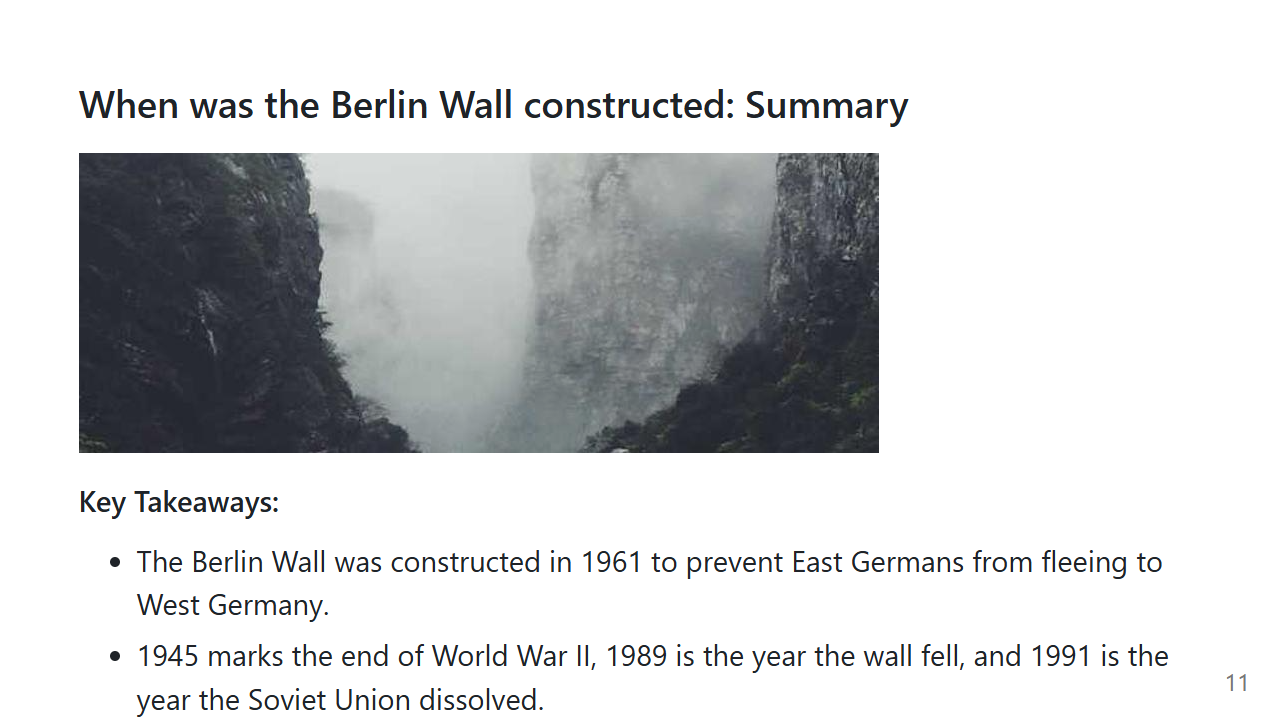 When was the Berlin Wall constructed: Summary
Key Takeaways:
• The Berlin Wall was constructed in 1961 to prevent East Germans from fleeing to
West Germany.
• 1945 marks the end of World War II, 1989 is the year the wall fell, and 1991 is the
year the Soviet Union dissolved.
11